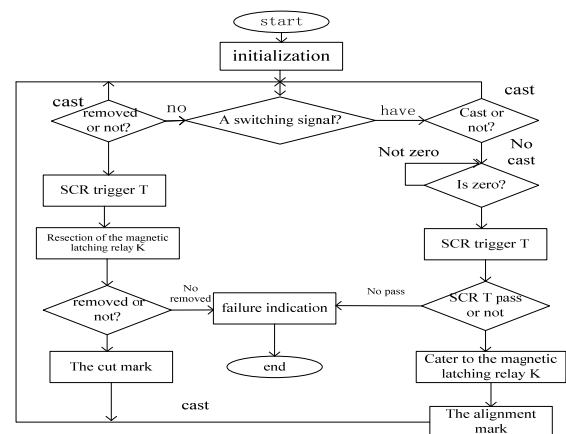 start
initialization
cast
cast
removed
or not?
no
A switching signal?
have
Cast or
not?
No
cast
Not zero
Is zero?
SCR trigger T
SCR trigger T
Resection of the magnetic
latching relay K
No
removed
No pass
removed or
not?
failure indication
SCR T pass
or not
The cut mark
end
Cater to the magnetic
latching relay K
cast
The alignment
mark